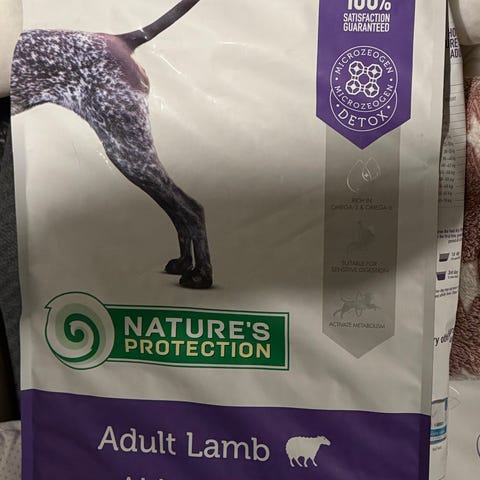 100%
SATISFACTION
GUARANTEED
MICROZEOGEN
MICROZEOGEN
DETOX
RICH IN
OMEGA-3 & OMEGA-6
SUITABLE FOR
SENSITIVE DIGESTION
ACTIVATE METABOLISM
NATURE'S
PROTECTION
Adult Lamb